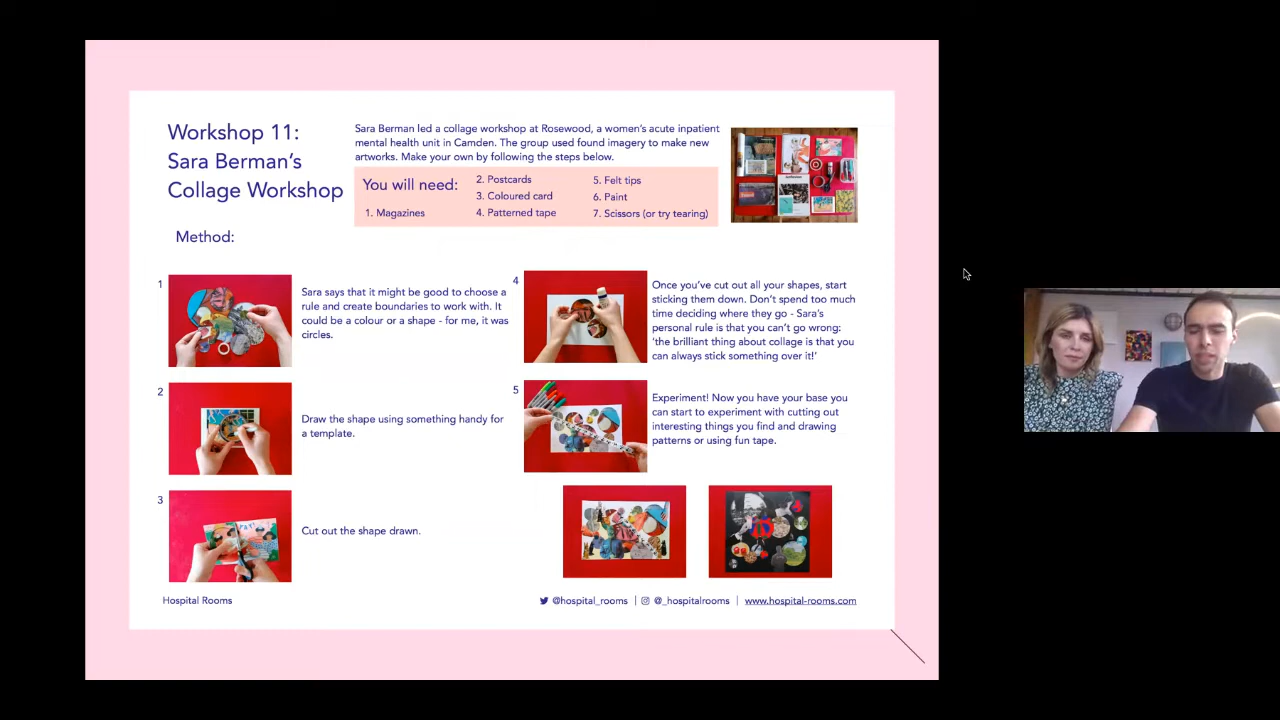 Workshop 11:
Sara Berman's
Collage Workshop
Sara Berman led a collage workshop at Rosewood, a women's acute inpatient
mental health unit in Camden. The group used found imagery to make new
artworks. Make your own by following the steps below.
You will need:
1. Magazines
2. Postcards
3. Coloured card
4. Patterned tape
5. Felt tips
6. Paint
7. Scissors (or try tearing)
Method:
1
Sara says that it might be good to choose a
rule and create boundaries to work with. It
could be a colour or a shape - for me, it was
circles.
2
Draw the shape using something handy for
a template.
3
Cut out the shape drawn.
4
Once you've cut out all your shapes, start
sticking them down. Don't spend too much
time deciding where they go - Sara's
personal rule is that you can't go wrong:
'the brilliant thing about collage is that you
can always stick something over it!'
5
Experiment! Now you have your base you
can start to experiment with cutting out
interesting things you find and drawing
patterns or using fun tape.
Hospital Rooms
@hospital_rooms | @_hospitalrooms | www.hospital-rooms.com